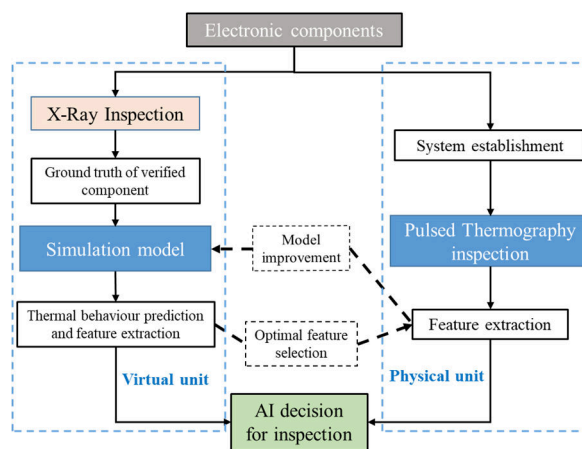 Electronic components
X-Ray Inspection
Ground truth of verified
component
Simulation model
Thermal behaviour prediction
and feature extraction
Virtual unit
Model
improvement
Optimal feature
selection
System establishment
Pulsed Thermography
inspection
Feature extraction
Physical unit
AI decision
for inspection